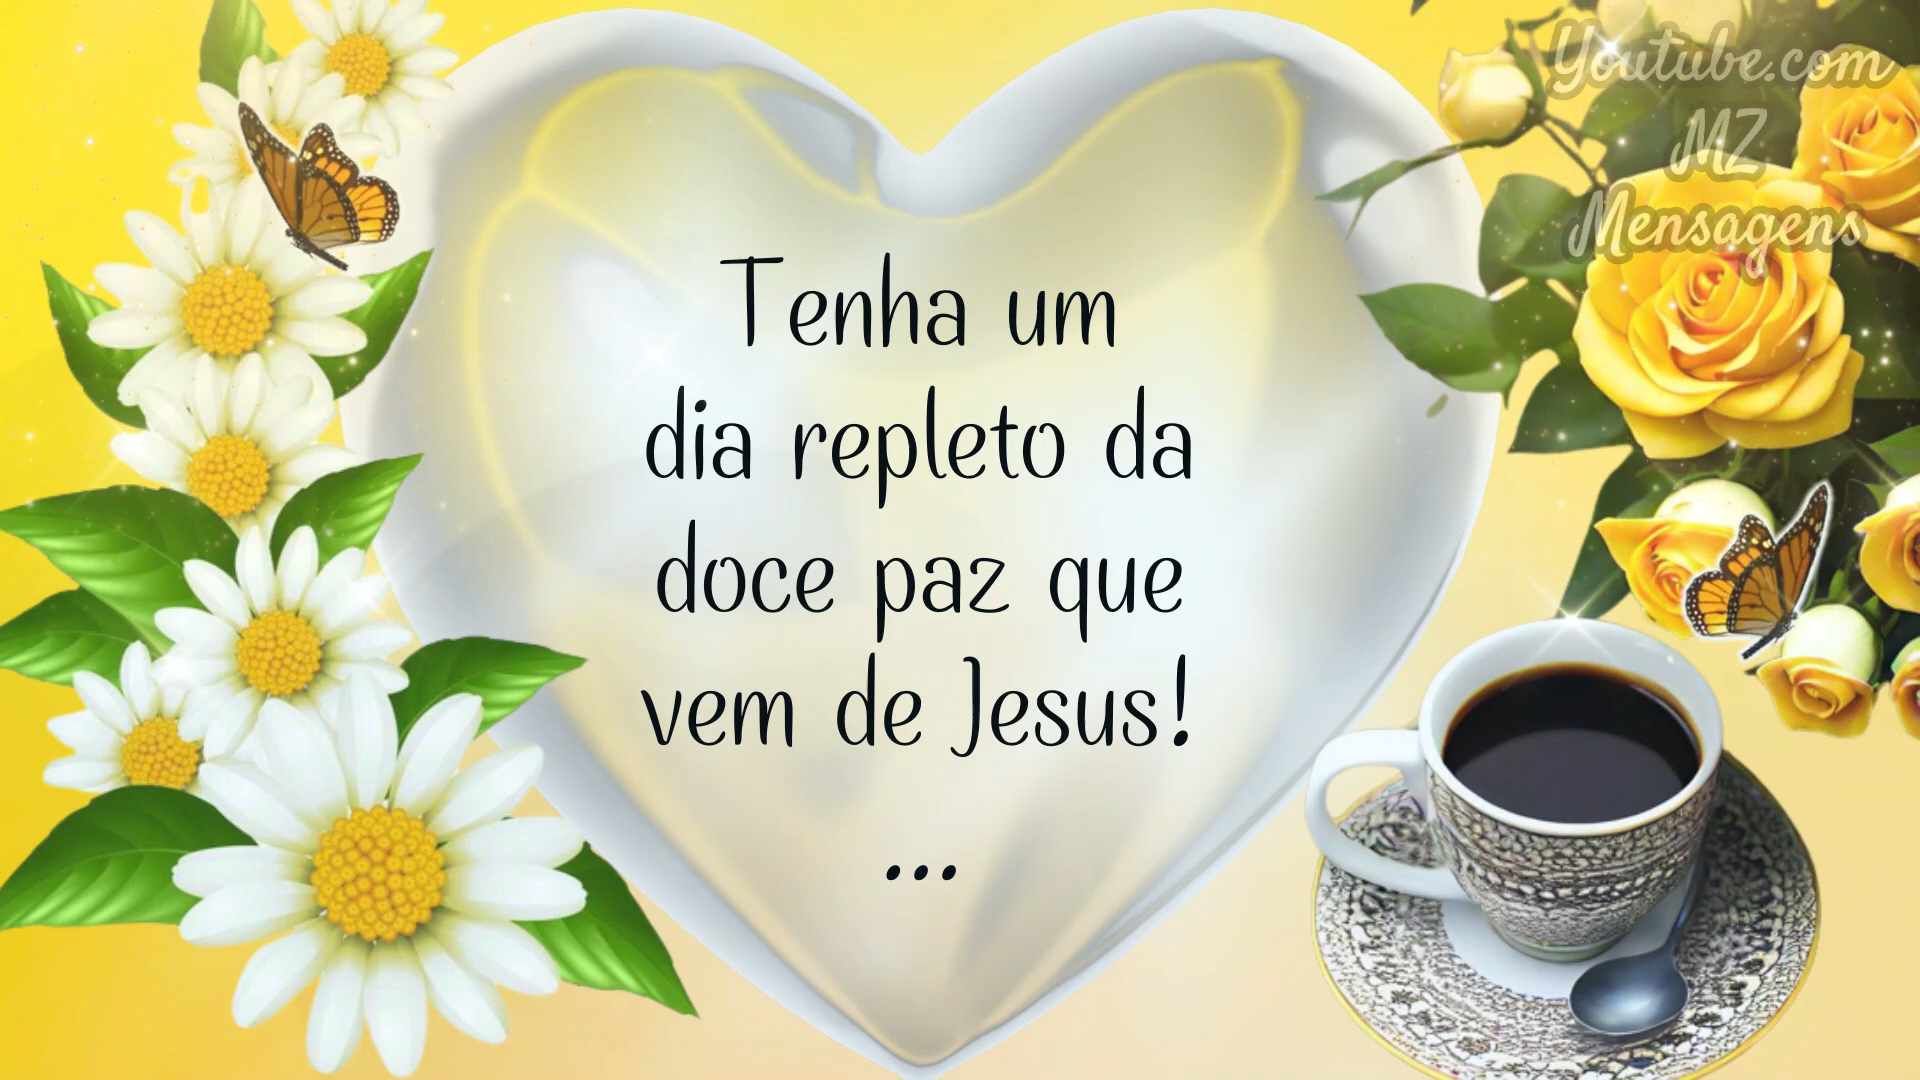 Youtube.com
MZ
Mensagens
Tenha um
dia repleto da
doce paz que
vem de Jesus!
...